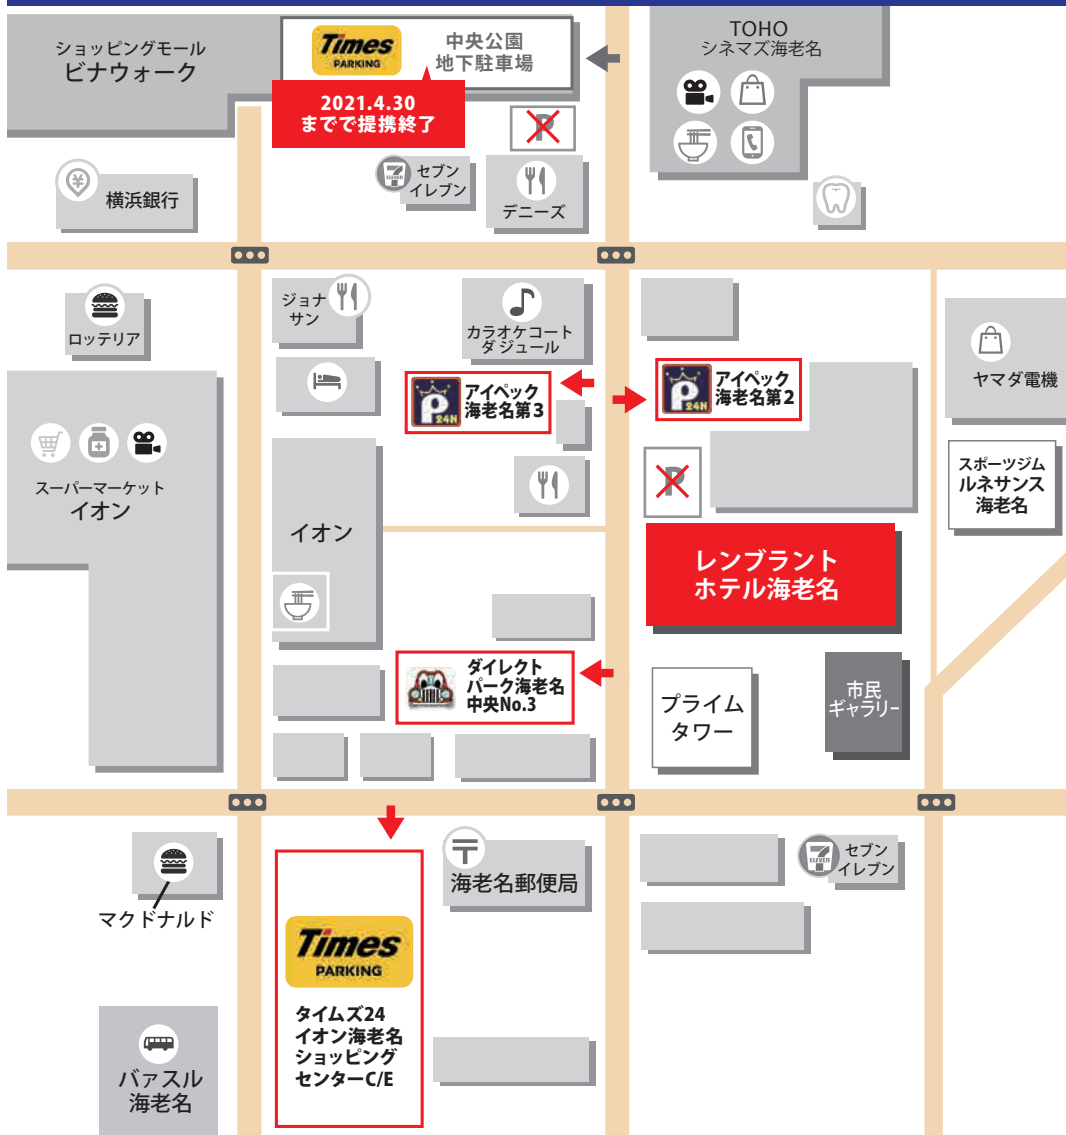 ショッピングモール
ビナウォーク
Times
PARKING
中央公園
地下駐車場
2021.4.30
までで提携終了
P
TOHO
シネマズ海老名
横浜銀行
7
ELEVEN
セブン
イレブン
デニーズ
ロッテリア
ジョナ
サン
カラオケコート
ダジュール
P
24H
アイペック
海老名第3
P
24H
アイペック
海老名第2
ヤマダ電機
スーパーマーケット
イオン
イオン
P
スポーツジム
ルネサンス
海老名
レンブラント
ホテル海老名
ダイレクト
パーク海老名
中央No.3
プライム
タワー
市民
ギャラリー
マクドナルド
海老名郵便局
7
ELEVEN
セブン
イレブン
Times
PARKING
タイムズ24
イオン海老名
ショッピング
センターC/E
バァスル
海老名